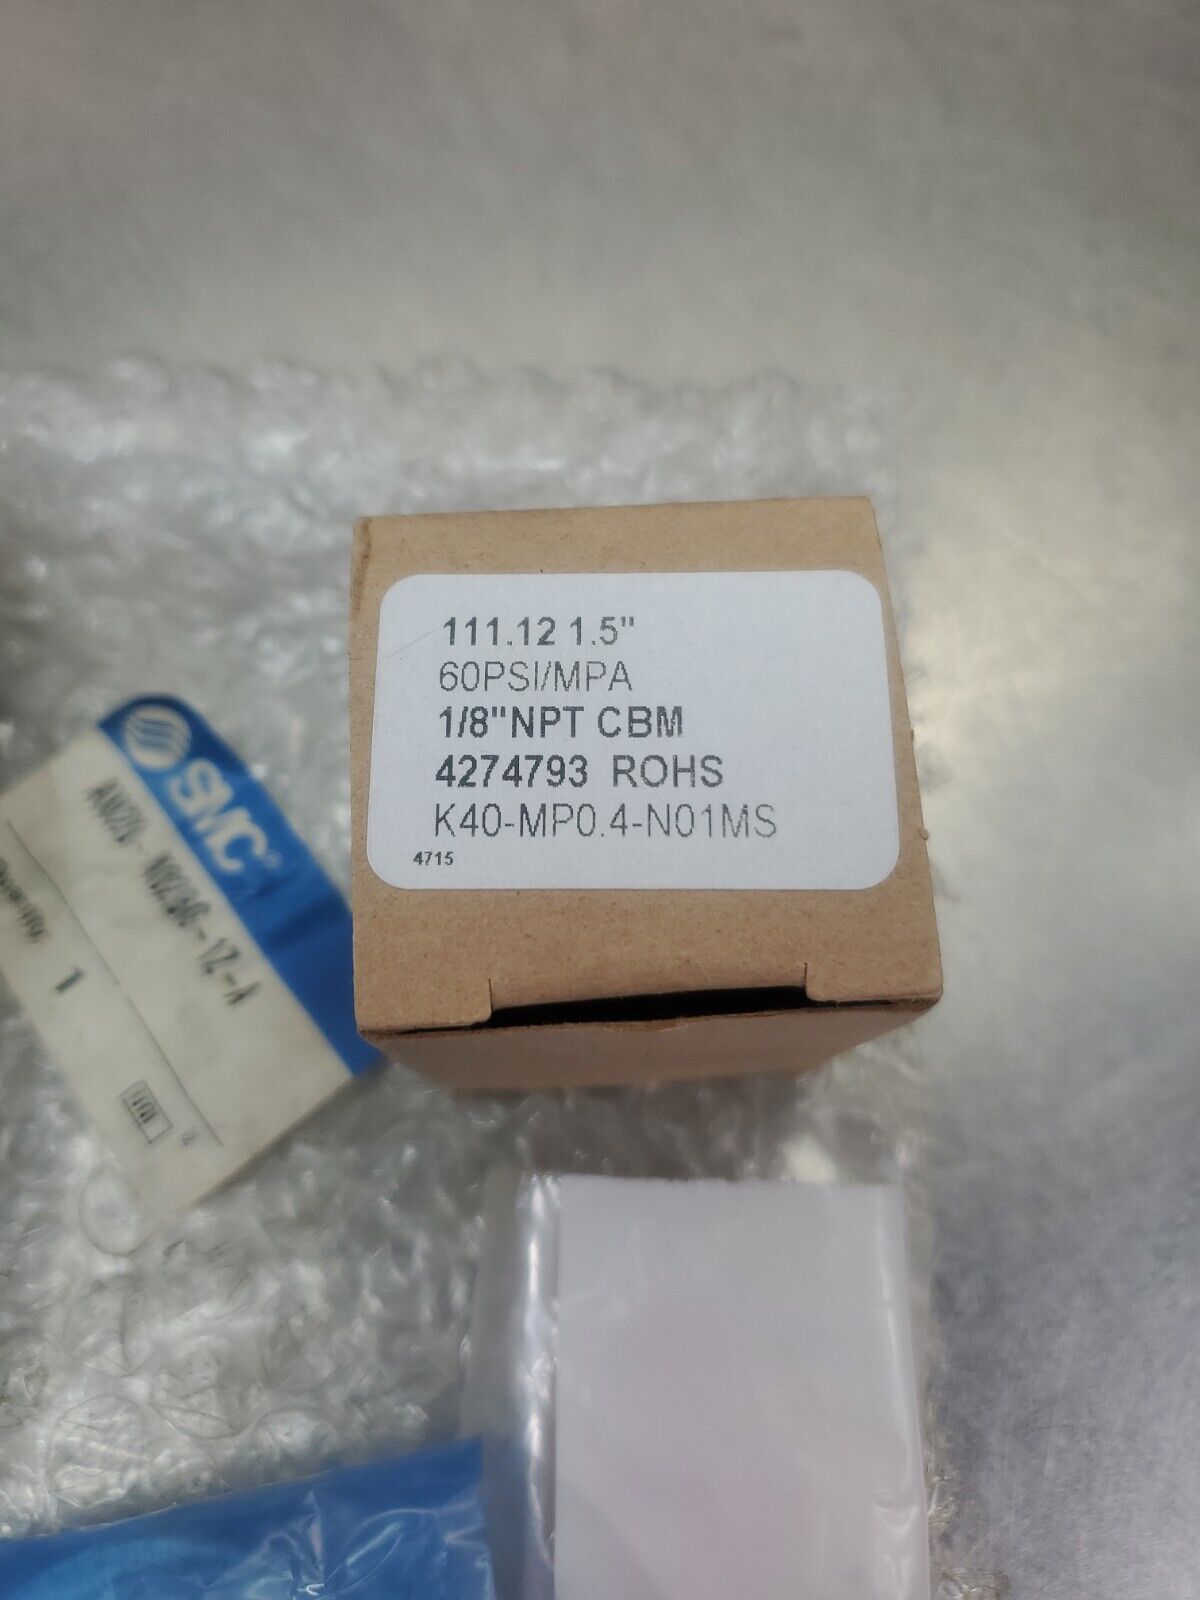 111.12 1.5"
60PSI/MPA
1/8"NPT CBM
4274793 ROHS
K40-MP0.4-N01MS
4715
SMC
1